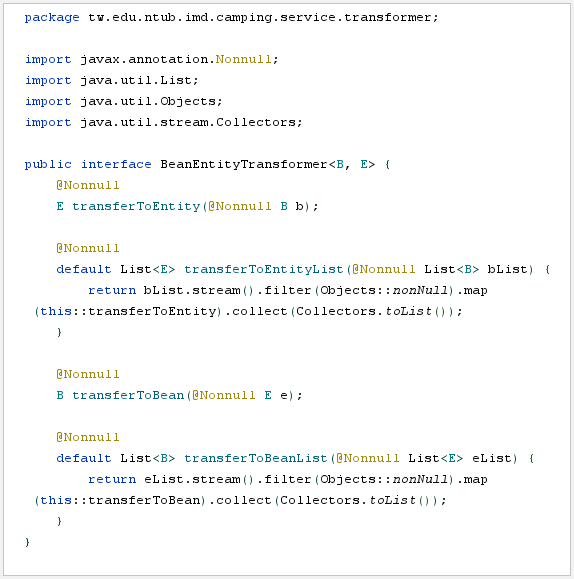 package tw.edu.ntub.imd.camping.service.transformer;

import javax.annotation.Nonnull;
import java.util.List;
import java.util.Objects;
import java.util.stream.Collectors;

public interface BeanEntityTransformer<B, E> {
    @Nonnull
    E transferToEntity(@Nonnull B b);

    @Nonnull
    default List<E> transferToEntityList(@Nonnull List<B> bList) {
        return bList.stream().filter(Objects::nonNull).map
 (this::transferToEntity).collect(Collectors.toList());
    }

    @Nonnull
    B transferToBean(@Nonnull E e);

    @Nonnull
    default List<B> transferToBeanList(@Nonnull List<E> eList) {
        return eList.stream().filter(Objects::nonNull).map
 (this::transferToBean).collect(Collectors.toList());
    }
}